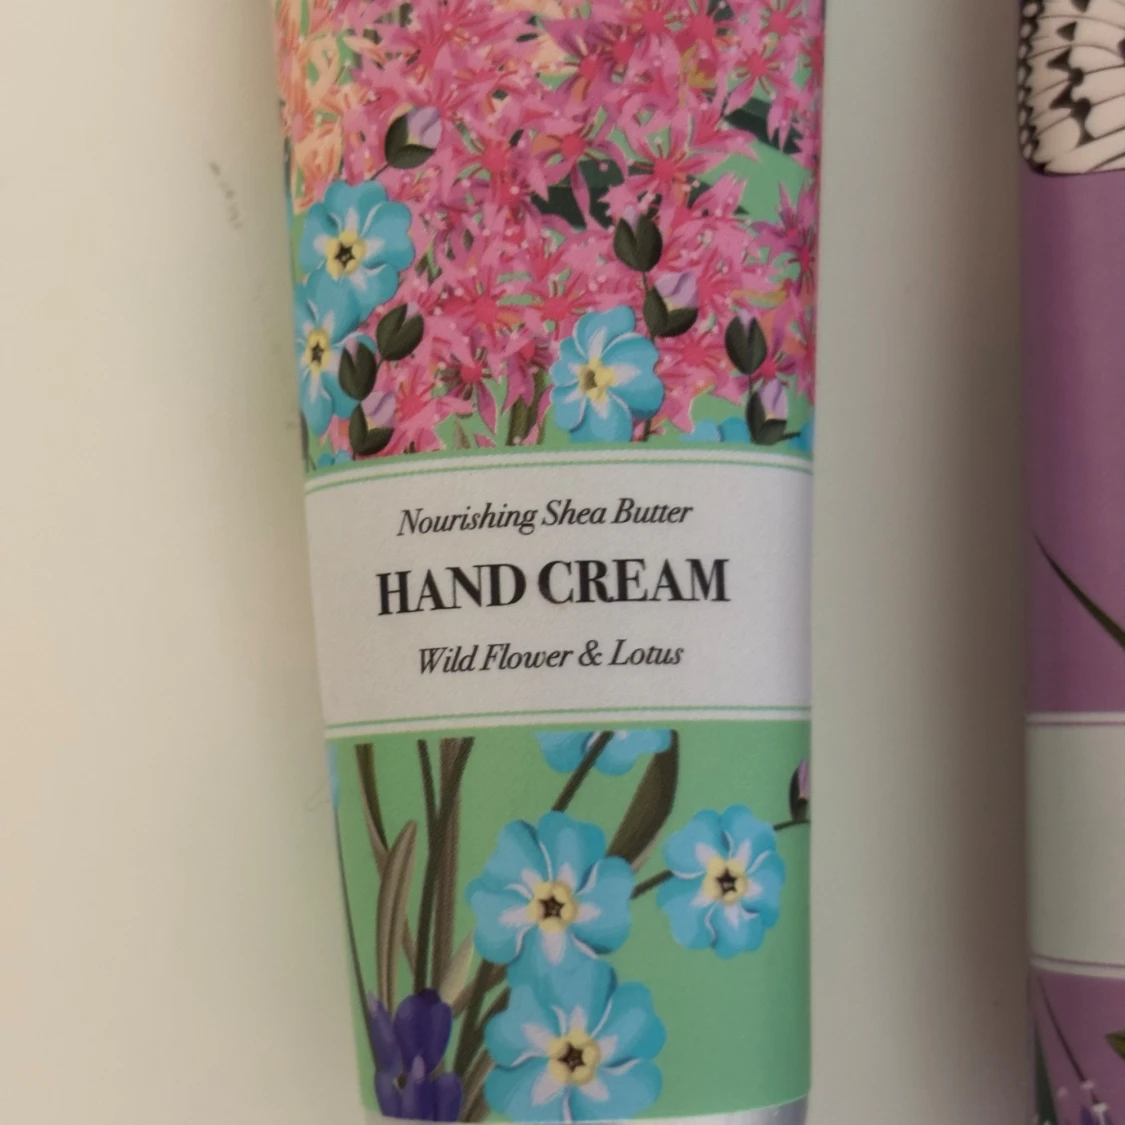 Nourishing Shea Butter
HAND CREAM
Wild Flower & Lotus